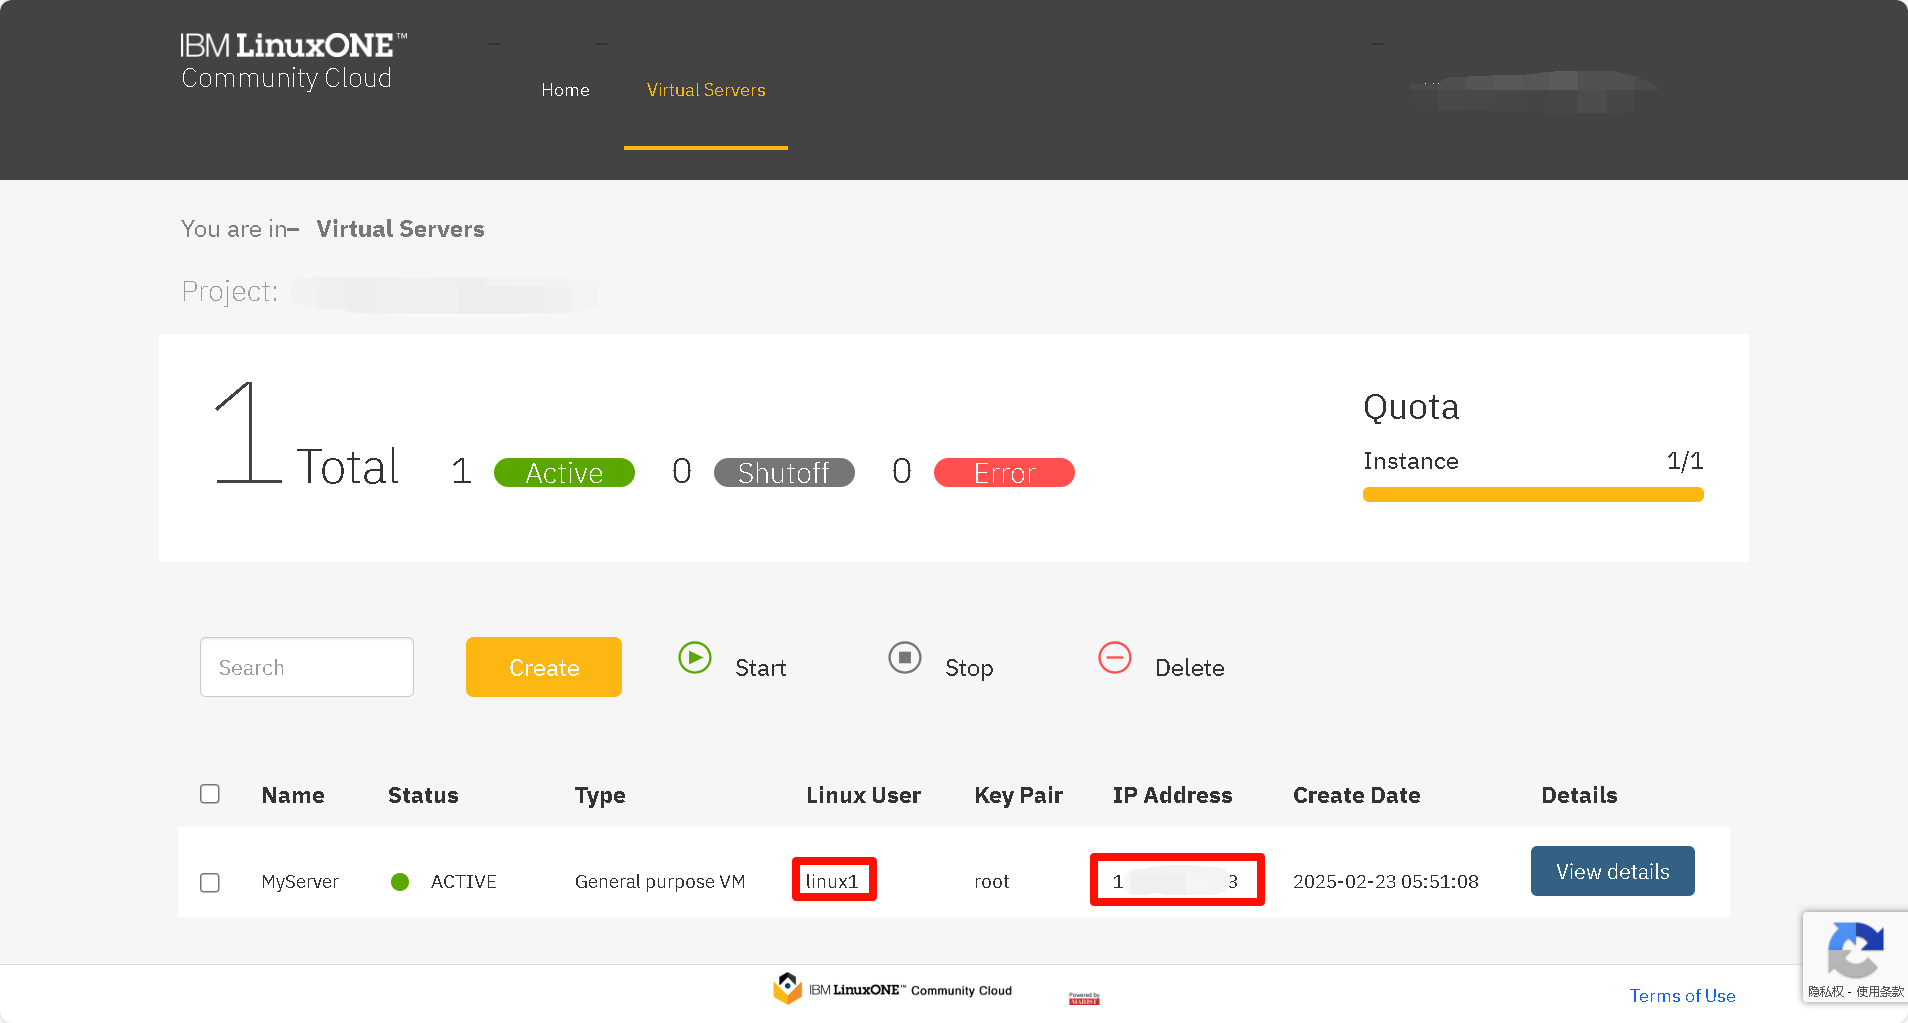 IBM LinuxONE™
Community Cloud
Home
Virtual Servers
You are in– Virtual Servers
Project:
1 Total
1 Active
0 Shutoff
0 Error
Quota
Instance 1/1
Search
Create
Start
Stop
Delete
Name Status Type Linux User Key Pair IP Address Create Date Details
MyServer ACTIVE General purpose VM linux1 root 1 3 2025-02-23 05:51:08 View details
IBM LinuxONE™ Community Cloud
Powered by
MARIST
Terms of Use
隐私权 - 使用条款